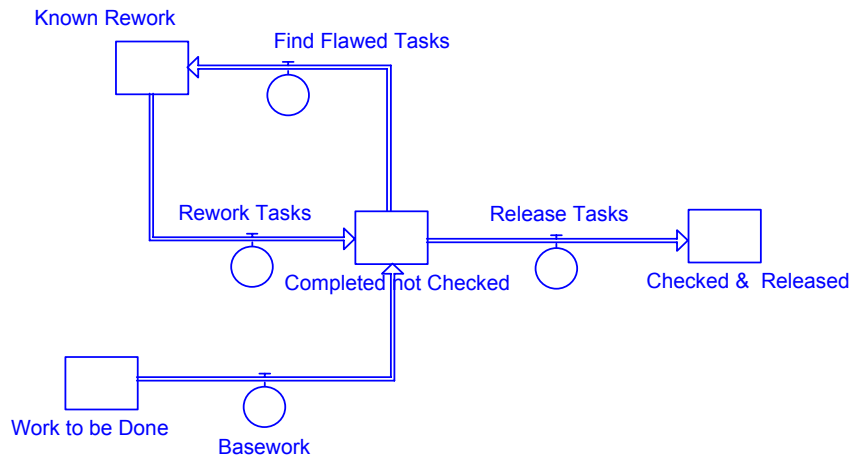 Known Rework
Find Flawed Tasks
Rework Tasks
Release Tasks
Completed not Checked
Checked & Released
Work to be Done
Basework